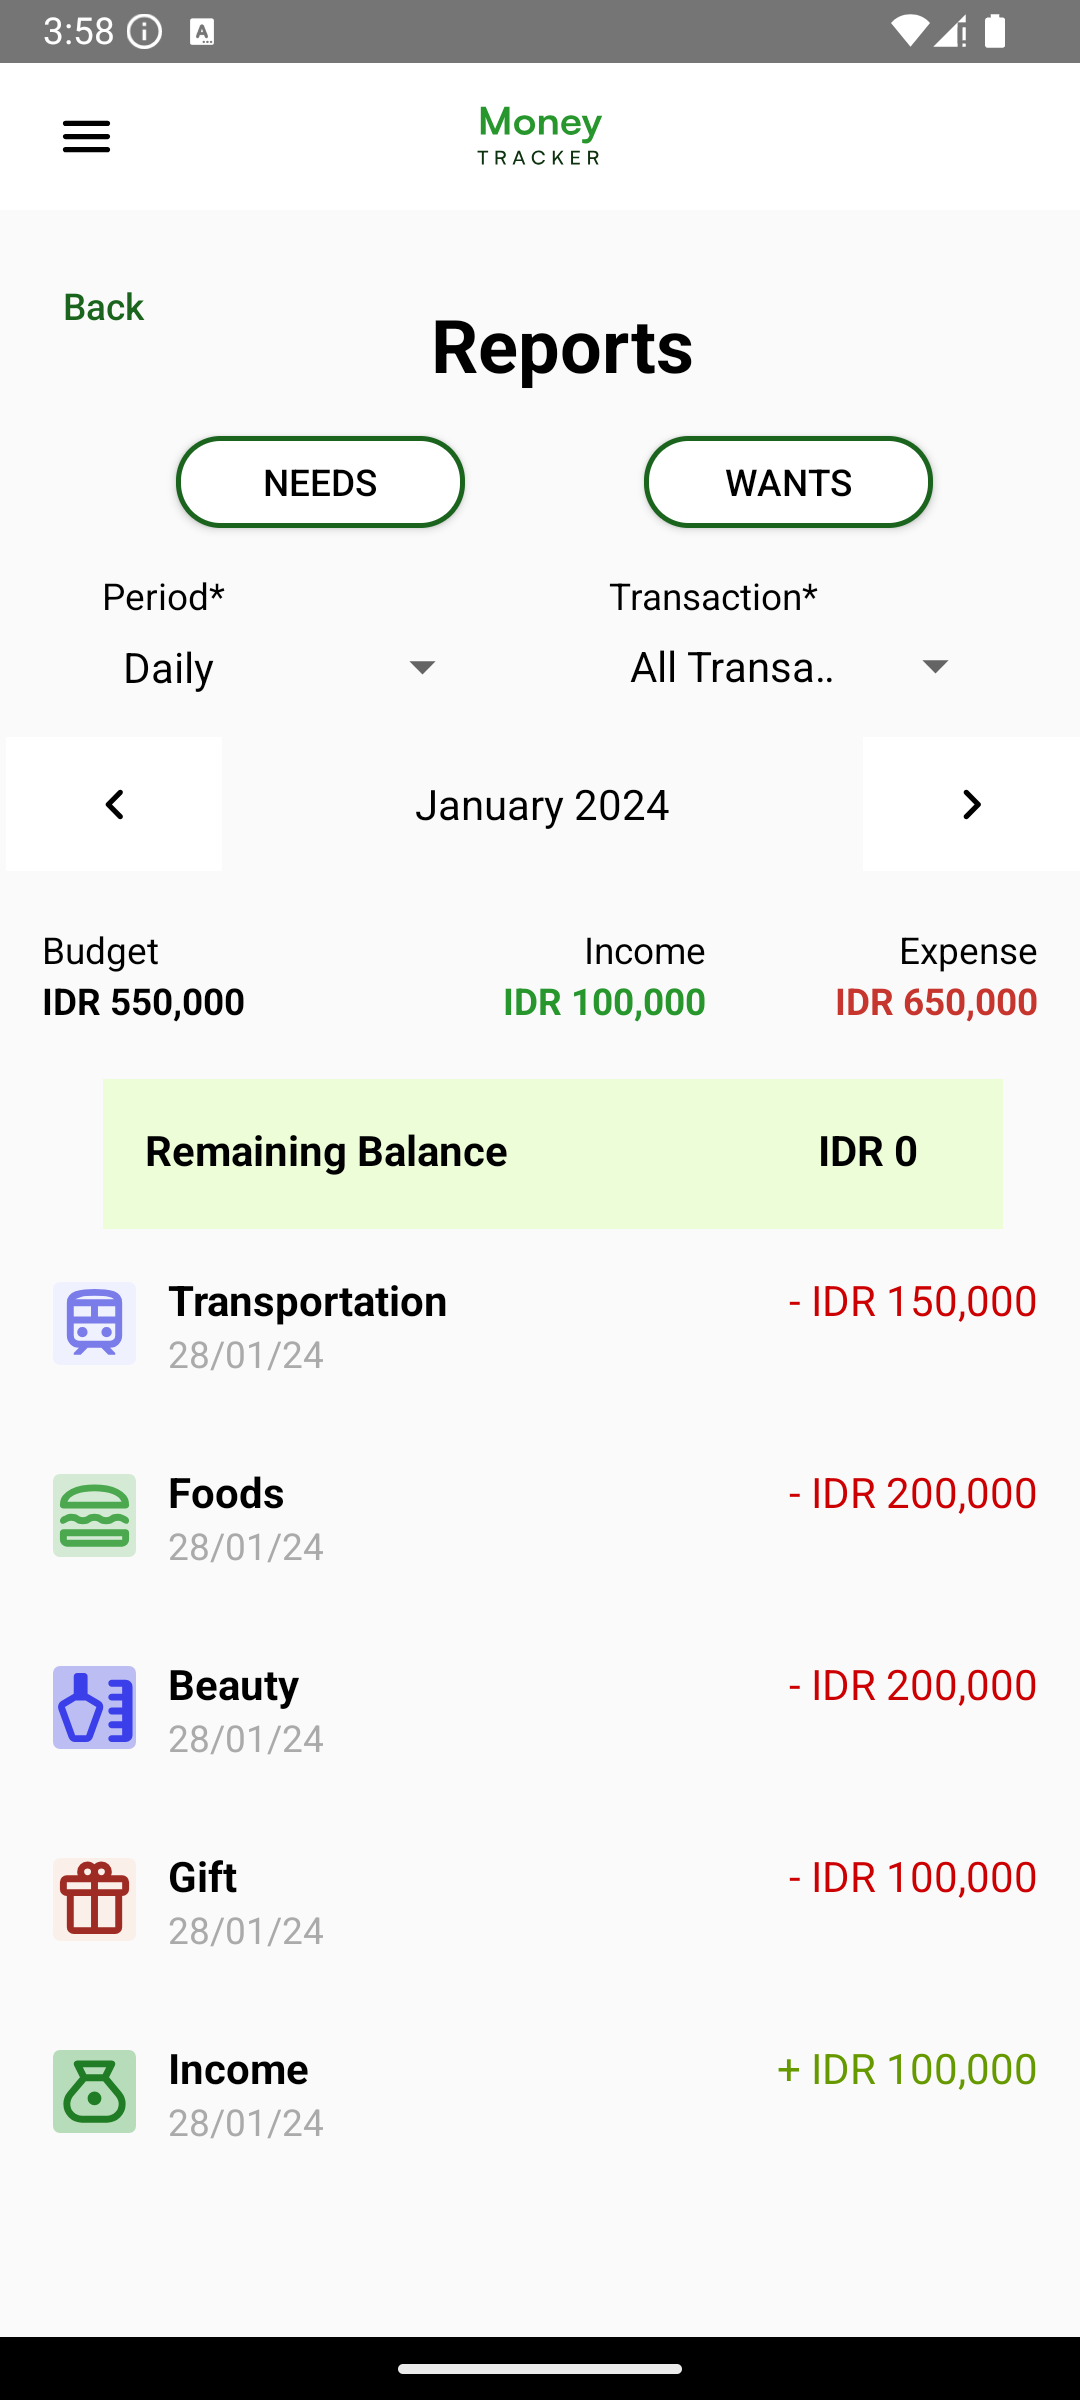 3:58
Money
TRACKER
Back
Reports
NEEDS
WANTS
Period*
Transaction*
Daily
All Transa..
January 2024
Budget
Income
Expense
IDR 550,000
IDR 100,000
IDR 650,000
Remaining Balance
IDR 0
Transportation
- IDR 150,000
28/01/24
Foods
- IDR 200,000
28/01/24
Beauty
- IDR 200,000
28/01/24
Gift
- IDR 100,000
28/01/24
Income
+ IDR 100,000
28/01/24